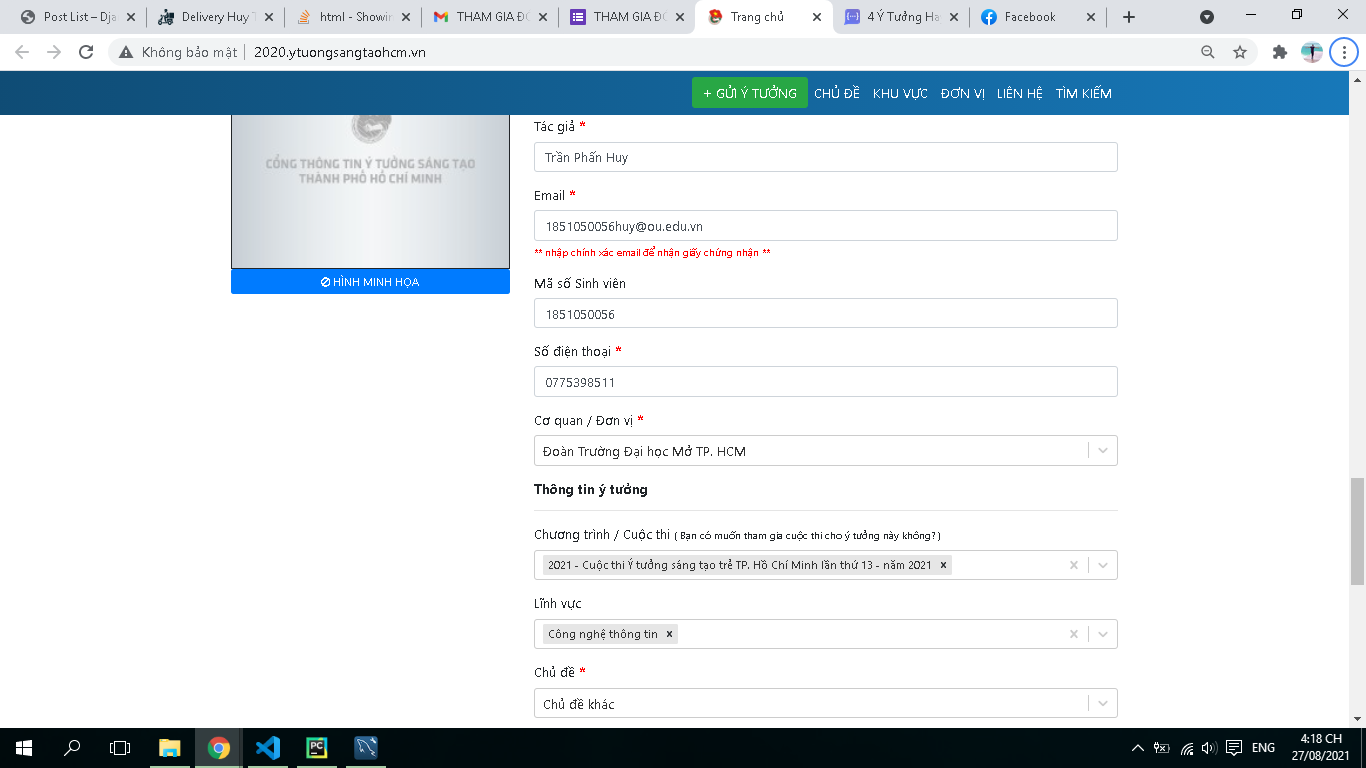 Post List – Dja
Delivery Huy T
html - Showin
THAM GIA ĐÓ
THAM GIA ĐÓ
Trang chủ
4 Ý Tưởng Ha
Facebook
Không bảo mật
2020.ytuongsangtaohcm.vn
+ GỬI Ý TƯỞNG CHỦ ĐỀ KHU VỰC ĐƠN VỊ LIÊN HỆ TÌM KIẾM
CỔNG THÔNG TIN Ý TƯỞNG SÁNG TẠO
THÀNH PHỐ HỒ CHÍ MINH
HÌNH MINH HỌA
Tác giả *
Trần Phấn Huy
Email *
1851050056huy@ou.edu.vn
** nhập chính xác email để nhận giấy chứng nhận **
Mã số Sinh viên
1851050056
Số điện thoại *
0775398511
Cơ quan / Đơn vị *
Đoàn Trường Đại học Mở TP. HCM
Thông tin ý tưởng
Chương trình / Cuộc thi ( Bạn có muốn tham gia cuộc thi cho ý tưởng này không? )
2021 - Cuộc thi Ý tưởng sáng tạo trẻ TP. Hồ Chí Minh lần thứ 13 - năm 2021
Lĩnh vực
Công nghệ thông tin
Chủ đề *
Chủ đề khác
PC
ENG
4:18 CH
27/08/2021